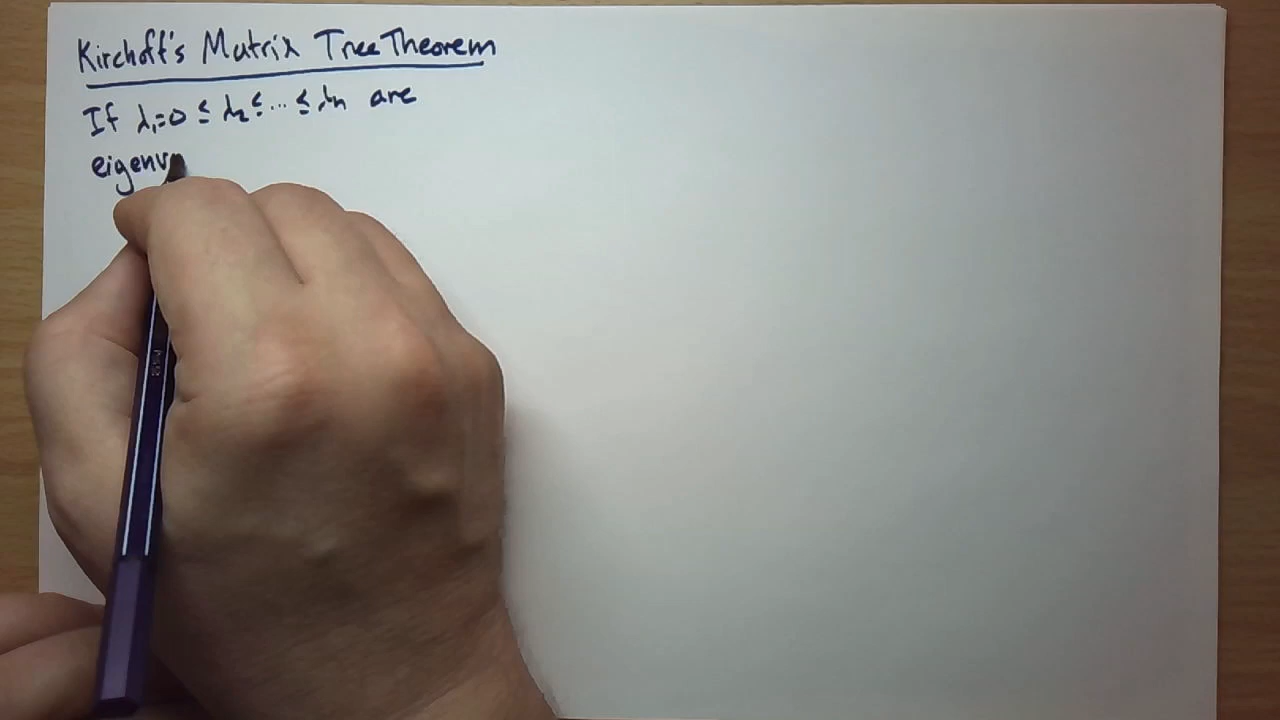 Kirchoff's Matrix Tree Theorem
If λ₁=0 ≤ λ₂ ≤ ... ≤ λn are
eigenv